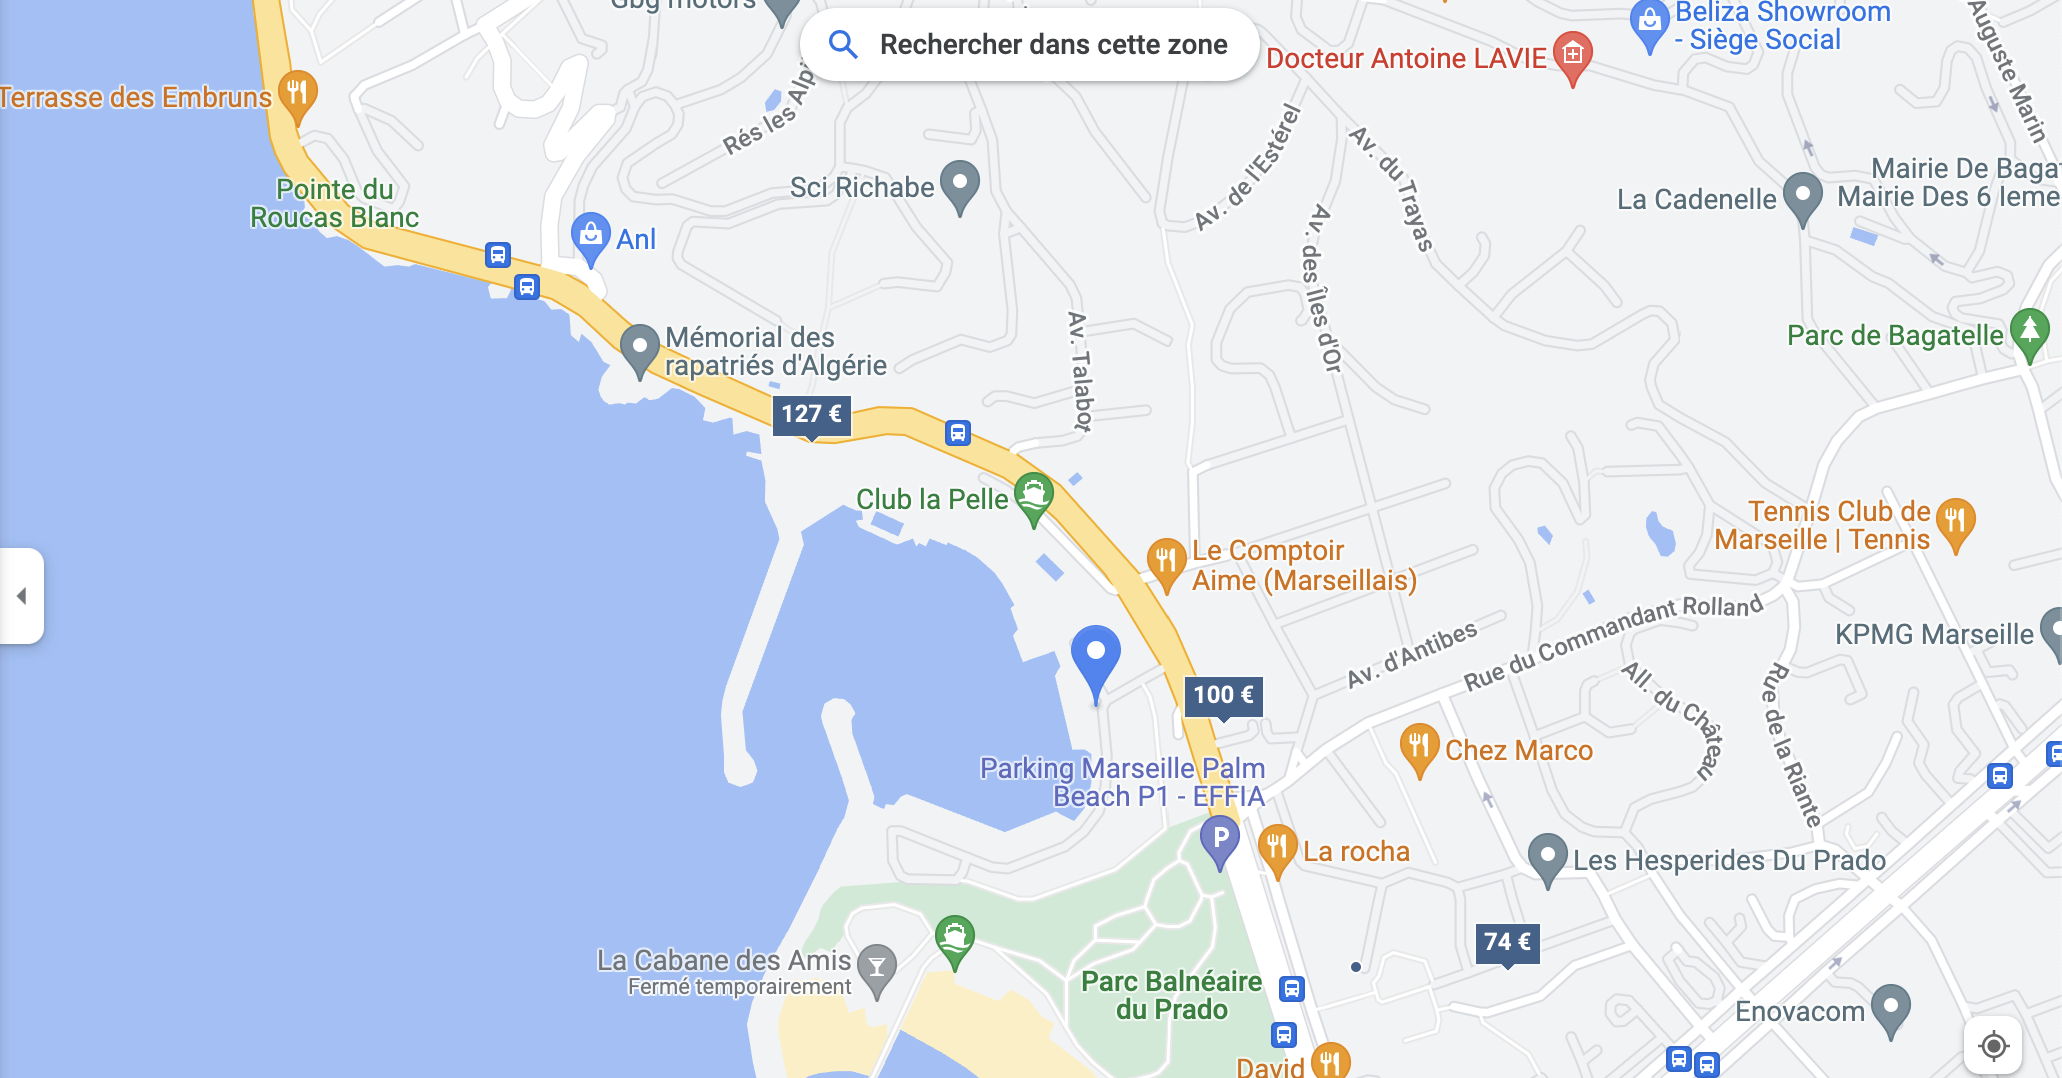 Gbg motors
Rechercher dans cette zone
Beliza Showroom
- Siège Social
Docteur Antoine LAVIE
Auguste Marin
Terrasse des Embruns
Rés les Alpi
Av. de l'Estérel
Av. du Trayas
Mairie De Bagat
Mairie Des 6 Ieme
Sci Richabe
La Cadenelle
Pointe du
Roucas Blanc
Anl
Av. des Îles d'Or
Mémorial des
rapatriés d'Algérie
Av. Talabot
Parc de Bagatelle
127 €
Club la Pelle
Tennis Club de
Marseille | Tennis
Le Comptoir
Aime (Marseillais)
Rue du Commandant Rolland
Av. d'Antibes
KPMG Marseille
All. du Château
Rue de la Riante
100 €
Chez Marco
Parking Marseille Palm
Beach P1 - EFFIA
P
La rocha
Les Hesperides Du Prado
74 €
La Cabane des Amis
Fermé temporairement
Parc Balnéaire
du Prado
Enovacom
David